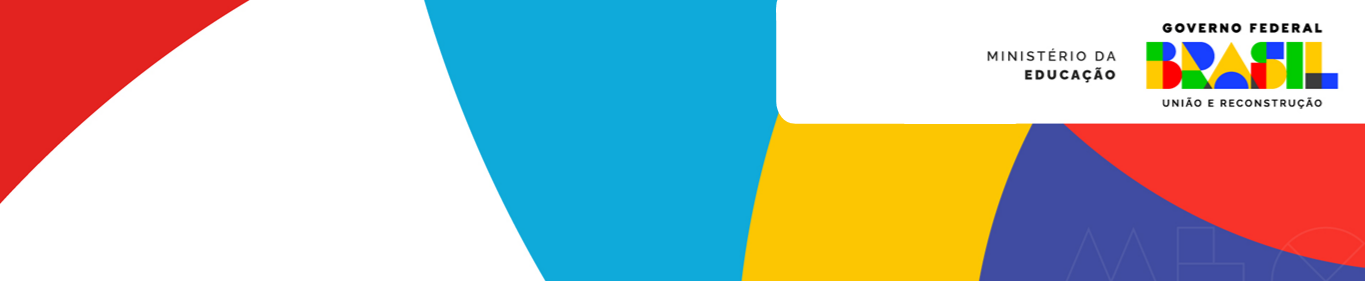 MINISTÉRIO DA
EDUCAÇÃO
GOVERNO FEDERAL
BRASIL
UNIÃO E RECONSTRUÇÃO